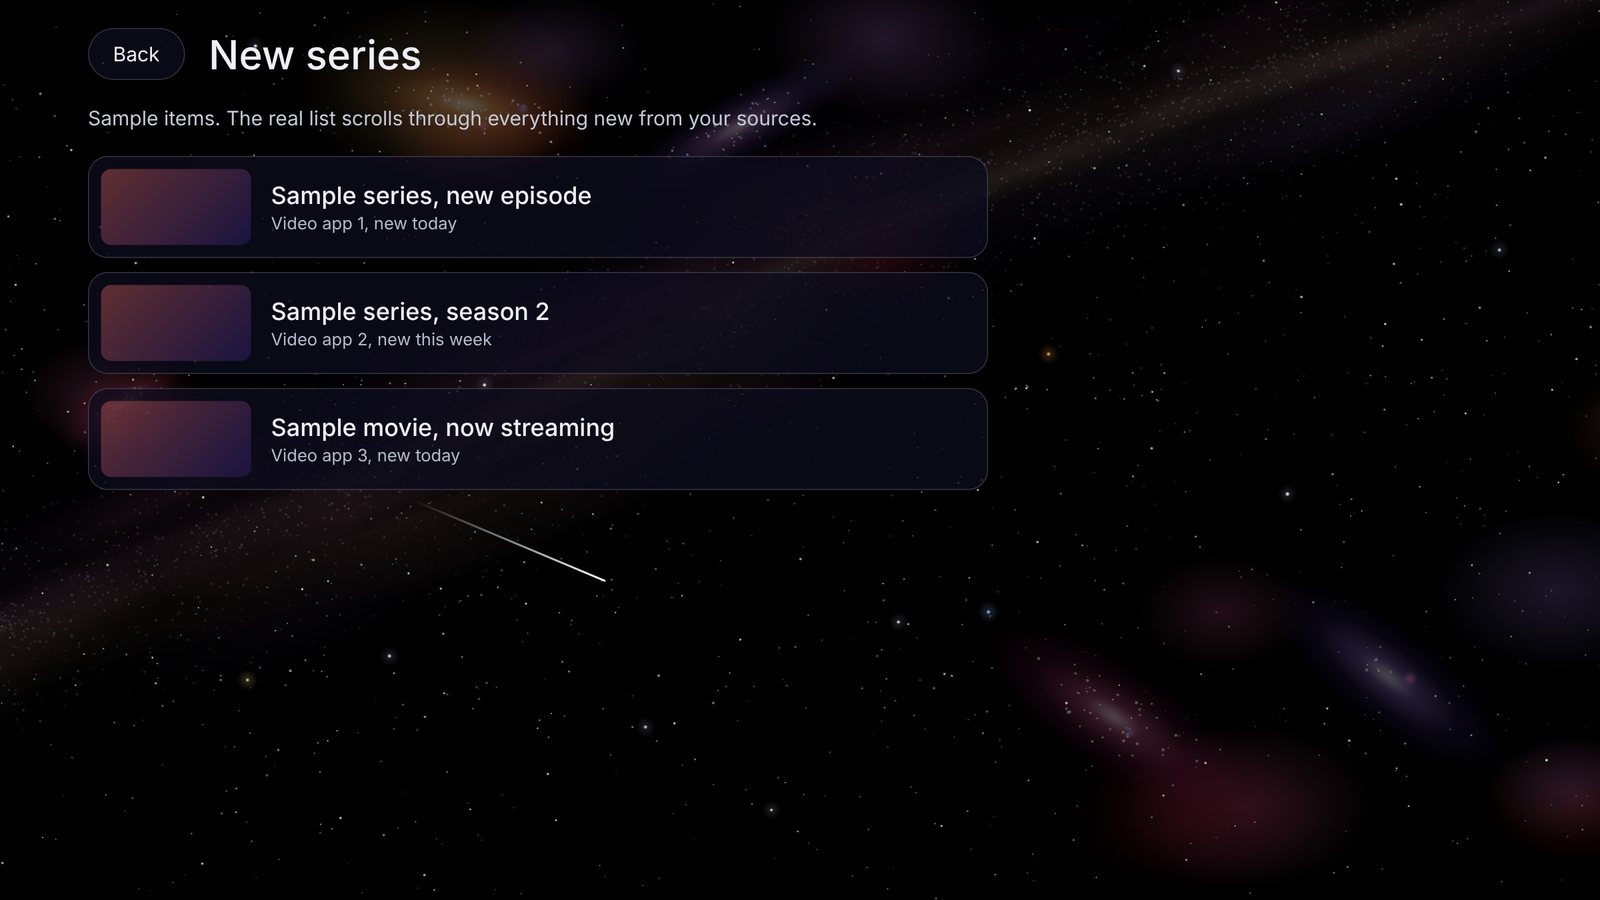 Back
New series
Sample items. The real list scrolls through everything new from your sources.
Sample series, new episode
Video app 1, new today
Sample series, season 2
Video app 2, new this week
Sample movie, now streaming
Video app 3, new today